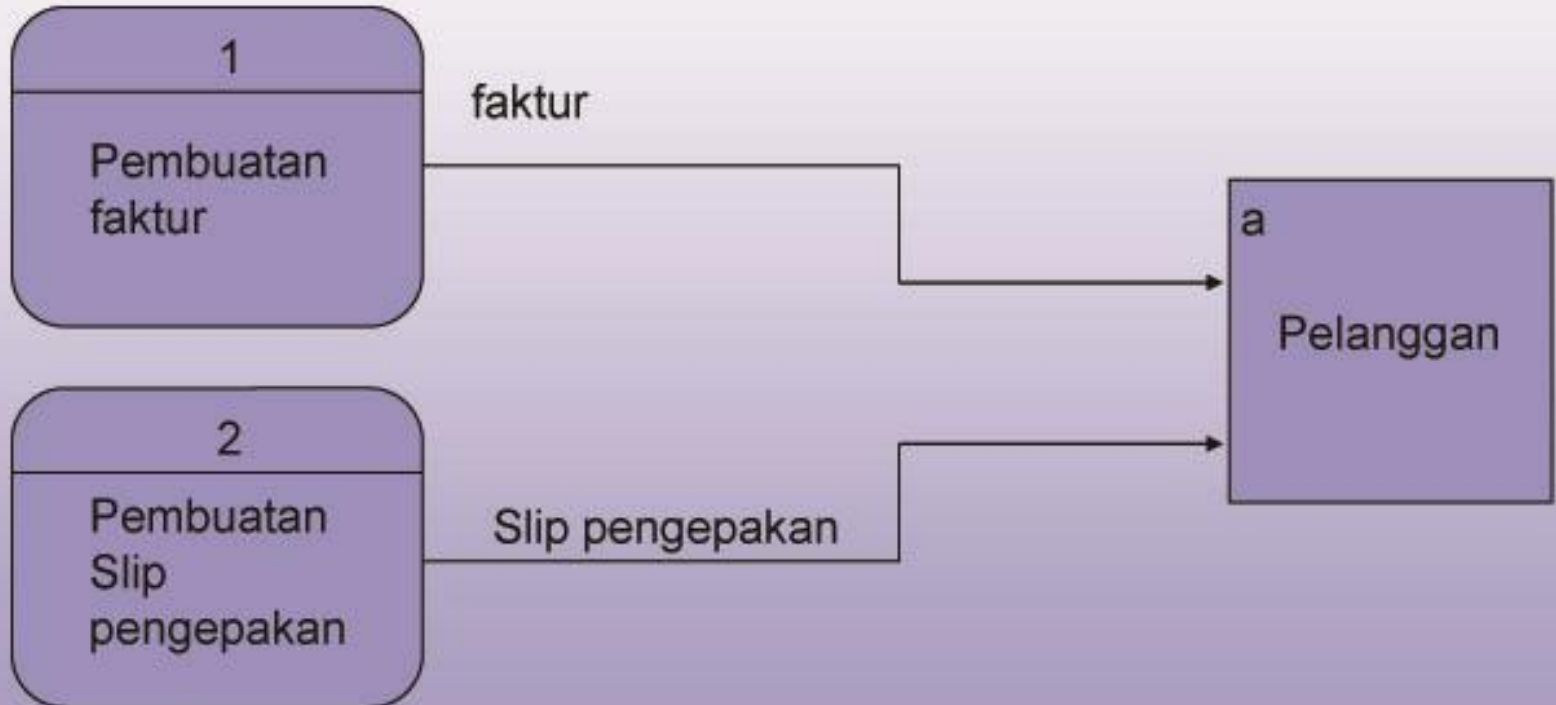 1
Pembuatan
faktur
faktur
a
Pelanggan
2
Pembuatan
Slip
pengepakan
Slip pengepakan